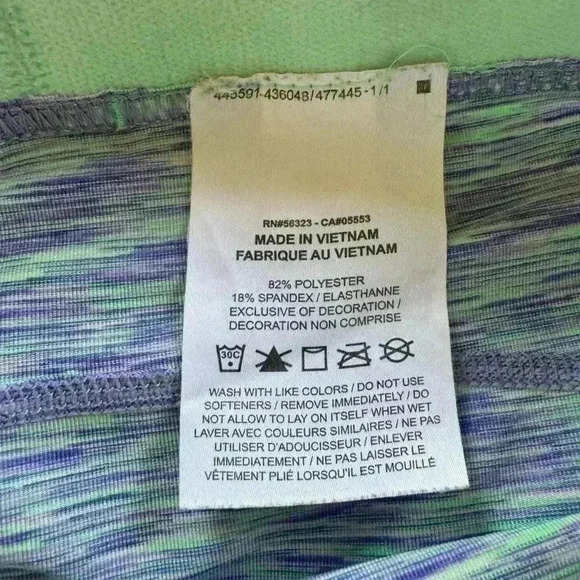 443591-436048/477445-1/1
RN#56323 - CA#05553
MADE IN VIETNAM
FABRIQUE AU VIETNAM
82% POLYESTER
18% SPANDEX / ELASTHANNE
EXCLUSIVE OF DECORATION /
DECORATION NON COMPRISE
30C
WASH WITH LIKE COLORS / DO NOT USE
SOFTENERS / REMOVE IMMEDIATELY / DO
NOT ALLOW TO LAY ON ITSELF WHEN WET
LAVER AVEC COULEURS SIMILAIRES / NE PAS
UTILISER D'ADOUCISSEUR / ENLEVER
IMMEDIATEMENT / NE PAS LAISSER LE
VÊTEMENT PLIÉ LORSQU'IL EST MOUILLÉ